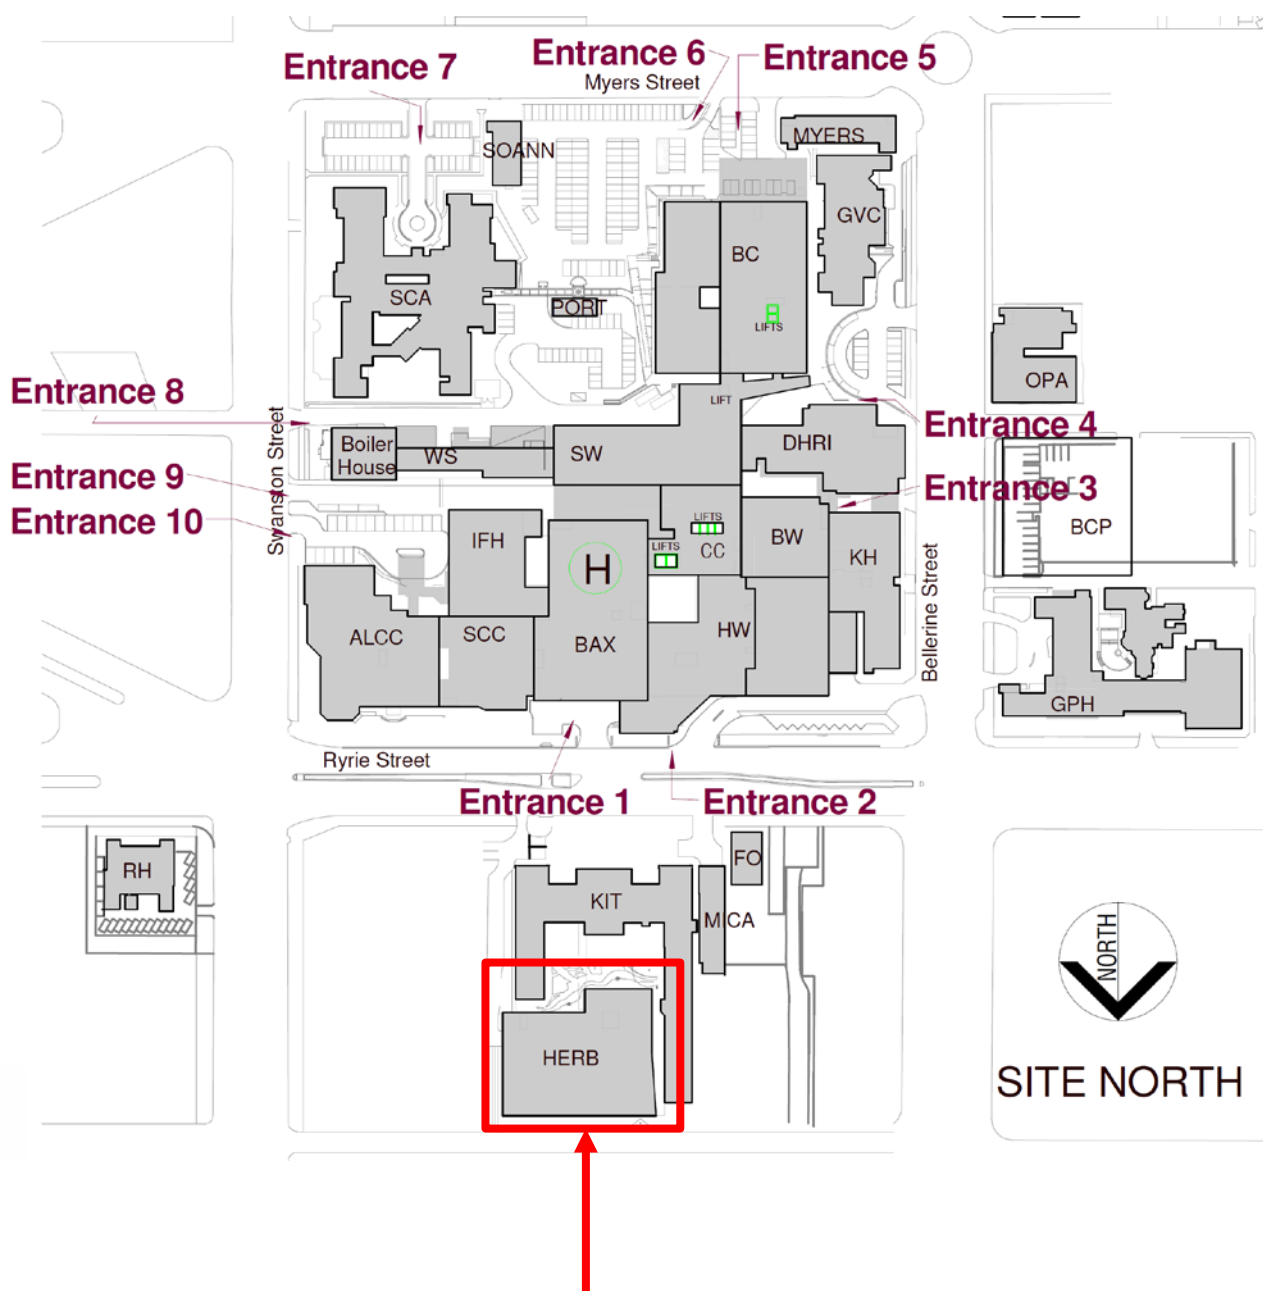 Entrance 6
Entrance 5
Entrance 7
Myers Street
MYERS
SOANN
GVC
BC
SCA
PORT
LIFTS
OPA
Entrance 8
LIFT
Entrance 4
Swanston Street
Boiler
House
WS
SW
DHRI
Entrance 9
Entrance 3
Entrance 10
LIFTS
BCP
IFH
LIFTS
CC
BW
KH
H
Bellerine Street
ALCC
SCC
BAX
HW
GPH
Ryrie Street
Entrance 1
Entrance 2
RH
FO
KIT
MICA
NORTH
HERB
SITE NORTH